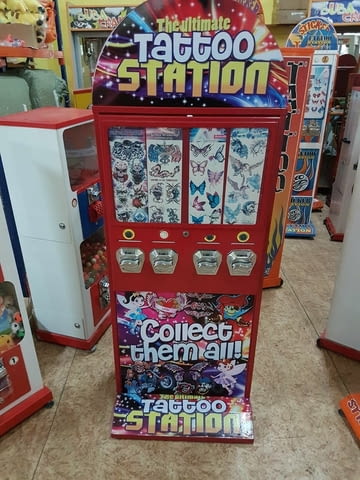 The Ultimate
Tattoo
STATION
Collect
them all!
The Ultimate
Tattoo
STATION